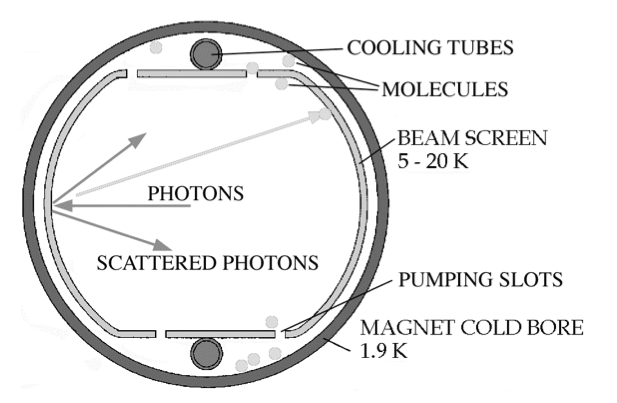 COOLING TUBES
MOLECULES
BEAM SCREEN
5 - 20 K
PHOTONS
SCATTERED PHOTONS
PUMPING SLOTS
MAGNET COLD BORE
1.9 K